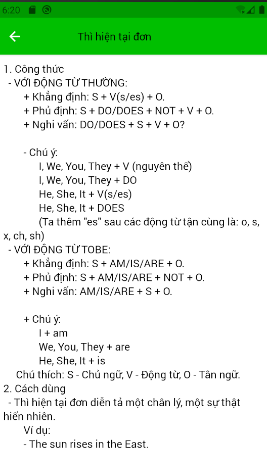 6:20
Thì hiện tại đơn
1. Công thức
- VỚI ĐỘNG TỪ THƯỜNG:
+ Khẳng định: S + V(s/es) + O.
+ Phủ định: S + DO/DOES + NOT + V + O.
+ Nghi vấn: DO/DOES + S + V + O?
- Chú ý:
I, We, You, They + V (nguyên thể)
I, We, You, They + DO
He, She, It + V(s/es)
He, She, It + DOES
(Ta thêm "es" sau các động từ tận cùng là: o, s,
x, ch, sh)
- VỚI ĐỘNG TỪ TOBE:
+ Khẳng định: S + AM/IS/ARE + O.
+ Phủ định: S + AM/IS/ARE + NOT + O.
+ Nghi vấn: AM/IS/ARE + S + O.
+ Chú ý:
I + am
We, You, They + are
He, She, It + is
Chú thích: S - Chủ ngữ, V - Động từ, O - Tân ngữ.
2. Cách dùng
- Thì hiện tại đơn diễn tả một chân lý, một sự thật
hiển nhiên.
Ví dụ:
- The sun rises in the East.